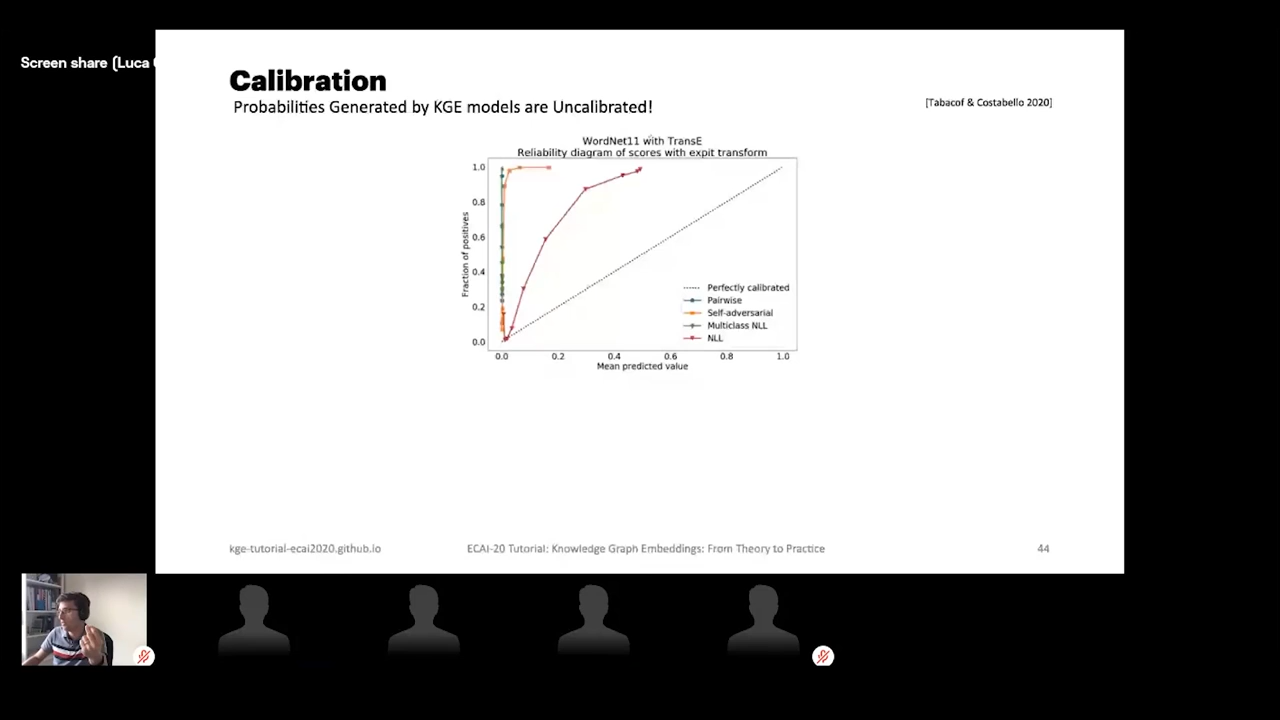 Screen share (Luca
Calibration
Probabilities Generated by KGE models are Uncalibrated!
[Tabacof & Costabello 2020]
WordNet11 with TransE
Reliability diagram of scores with expit transform
Fraction of positives
1.0
0.8
0.6
0.4
0.2
0.0
Perfectly calibrated
Pairwise
Self-adversarial
Multiclass NLL
NLL
0.0 0.2 0.4 0.6 0.8 1.0
Mean predicted value
kge-tutorial-ecai2020.github.io
ECAI-20 Tutorial: Knowledge Graph Embeddings: From Theory to Practice
44